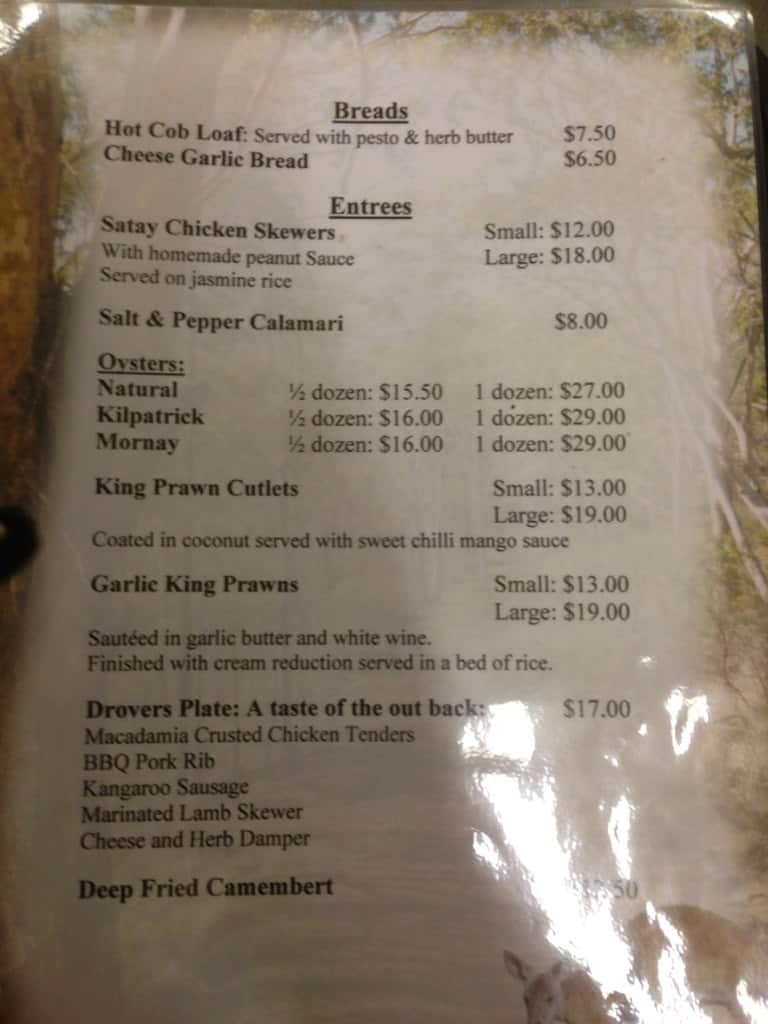 Breads
Hot Cob Loaf: Served with pesto & herb butter $7.50
Cheese Garlic Bread $6.50
Entrees
Satay Chicken Skewers Small: $12.00
With homemade peanut Sauce Large: $18.00
Served on jasmine rice
Salt & Pepper Calamari $8.00
Oysters:
Natural ½ dozen: $15.50 1 dozen: $27.00
Kilpatrick ½ dozen: $16.00 1 dozen: $29.00
Mornay ½ dozen: $16.00 1 dozen: $29.00
King Prawn Cutlets Small: $13.00
Large: $19.00
Coated in coconut served with sweet chilli mango sauce
Garlic King Prawns Small: $13.00
Large: $19.00
Sautéed in garlic butter and white wine.
Finished with cream reduction served in a bed of rice.
Drovers Plate: A taste of the out back: $17.00
Macadamia Crusted Chicken Tenders
BBQ Pork Rib
Kangaroo Sausage
Marinated Lamb Skewer
Cheese and Herb Damper
Deep Fried Camembert